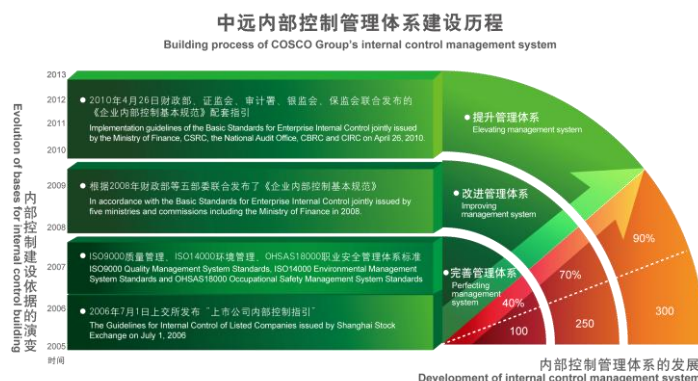 中远内部控制管理体系建设历程
Building process of COSCO Group's internal control management system
2013
2012
2011
2010
2009
2008
2007
2006
2005
时间
Evolution of bases for internal control building
内部控制建设依据的演变
2010年4月26日财政部、证监会、审计署、银监会、保监会联合发布的
《企业内部控制基本规范》配套指引
Implementation guidelines of the Basic Standards for Enterprise Internal Control jointly issued
by the Ministry of Finance, CSRC, the National Audit Office, CBRC and CIRC on April 26, 2010.
根据2008年财政部等五部委联合发布了《企业内部控制基本规范》
In accordance with the Basic Standards for Enterprise Internal Control jointly issued by
five ministries and commissions including the Ministry of Finance in 2008.
ISO9000质量管理、ISO14000环境管理、OHSAS18000职业安全管理体系标准
ISO9000 Quality Management System Standards, ISO14000 Environmental Management
System Standards and OHSAS18000 Occupational Safety Management System Standards
2006年7月1日上交所发布“上市公司内部控制指引”
The Guidelines for Internal Control of Listed Companies issued by Shanghai Stock
Exchange on July 1, 2006
提升管理体系
Elevating management system
改进管理体系
Improving
management system
完善管理体系
Perfecting
management
system
40%
70%
90%
100
250
300
内部控制管理体系的发展
Development of internal control management system